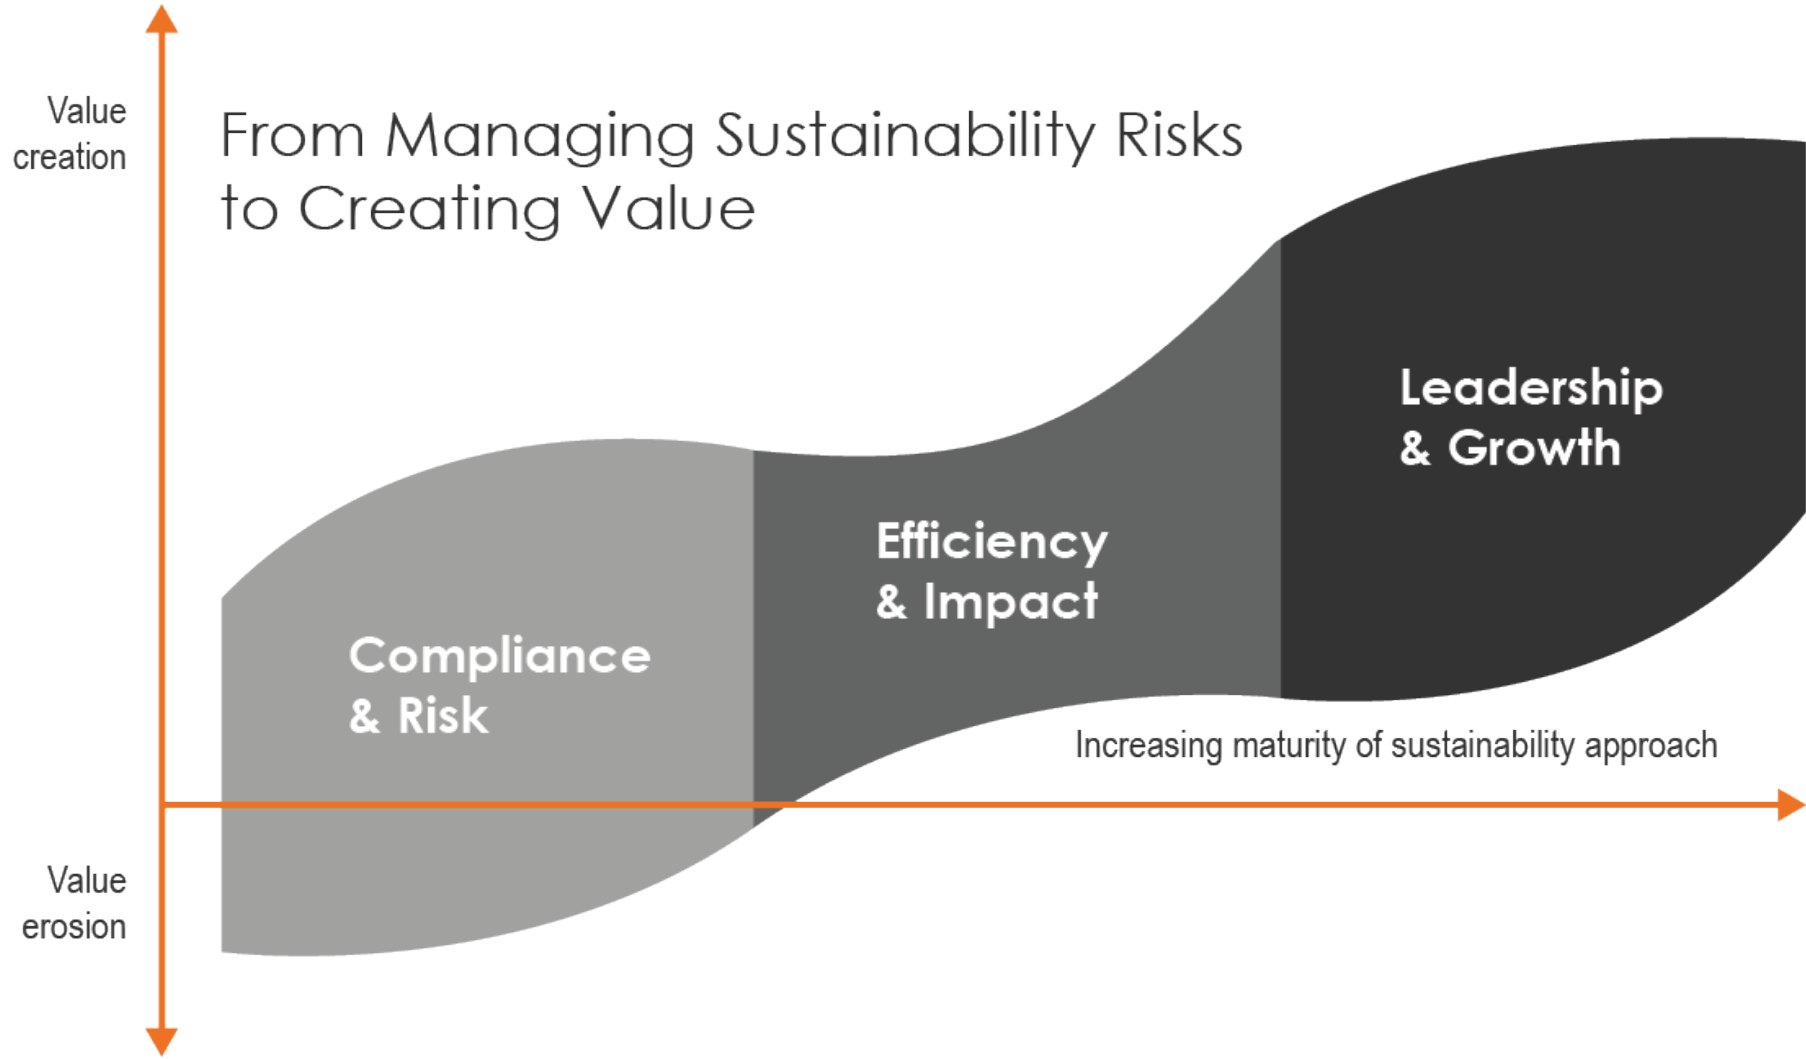 Value
creation
From Managing Sustainability Risks
to Creating Value
Leadership
& Growth
Efficiency
& Impact
Compliance
& Risk
Increasing maturity of sustainability approach
Value
erosion